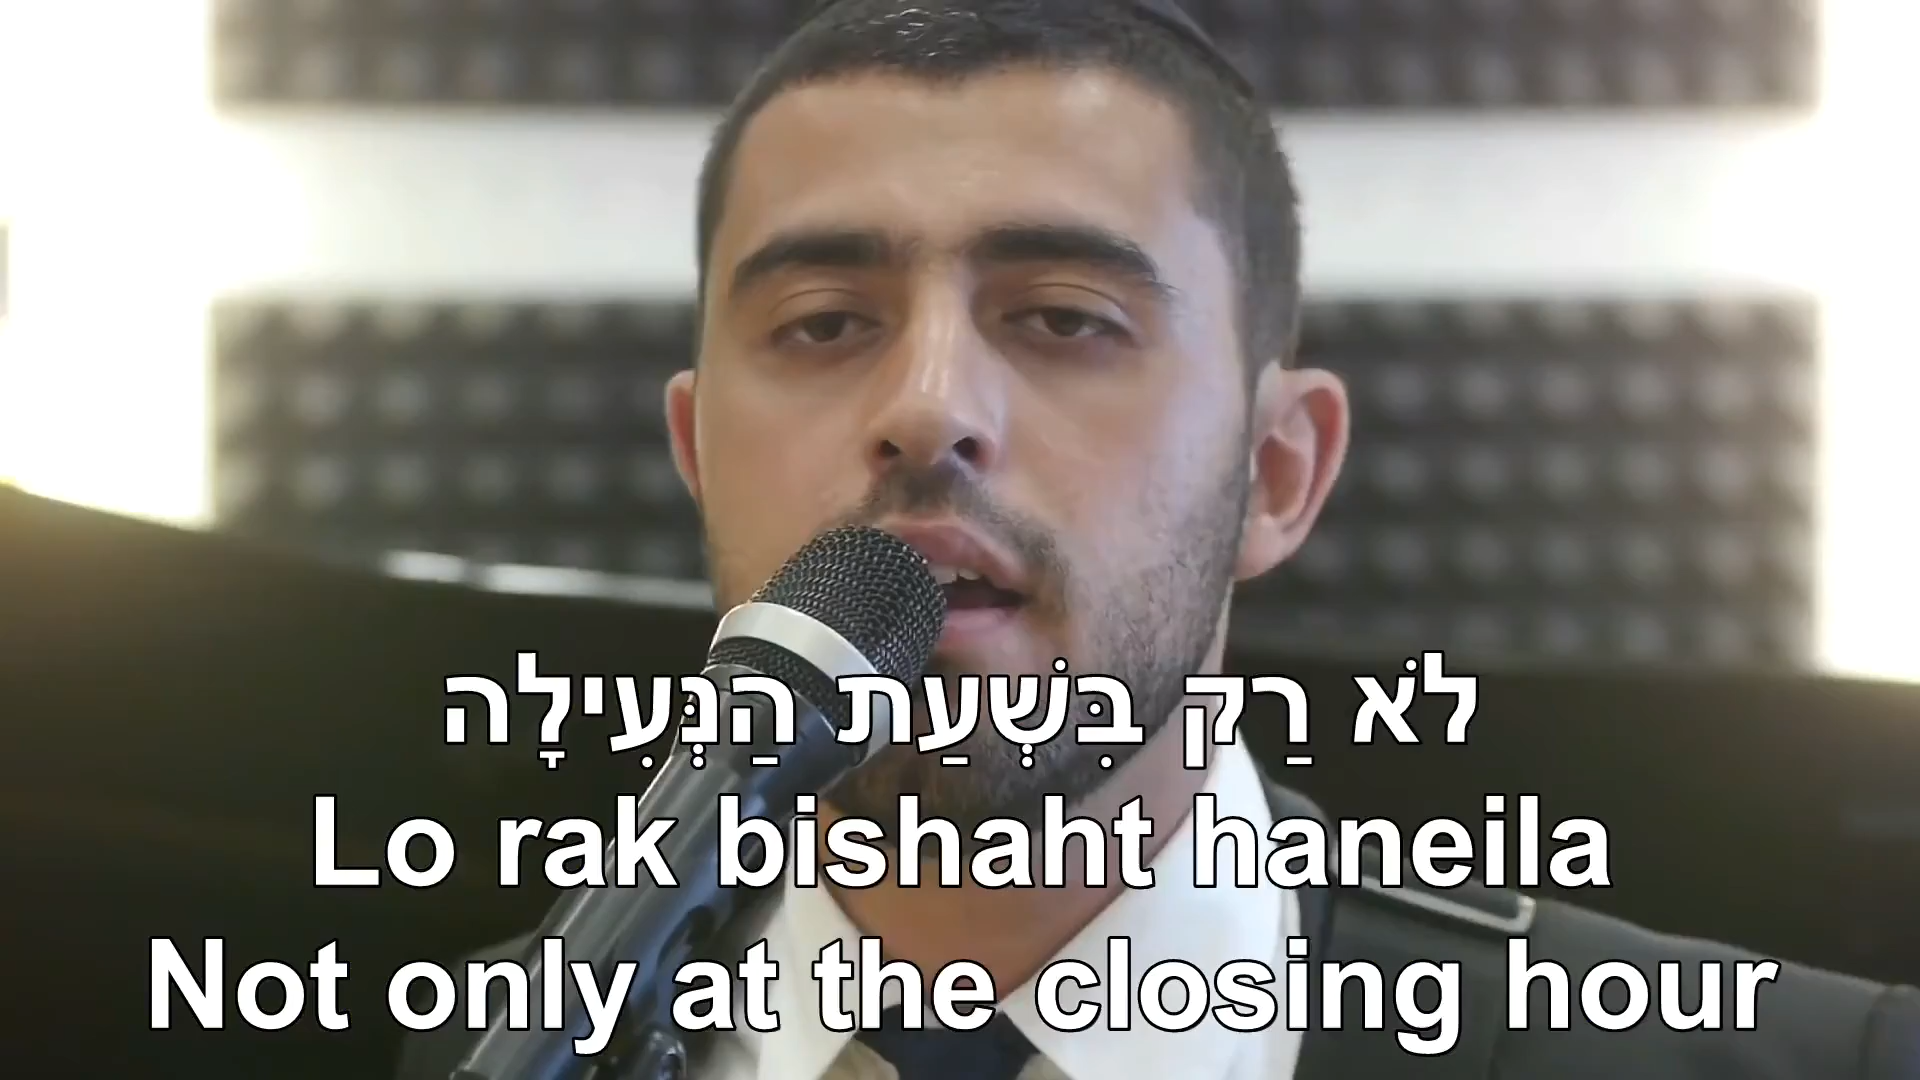 לֹא רַק בִּשְׁעַת הַנְּעִילָה
Lo rak bishaht haneila
Not only at the closing hour